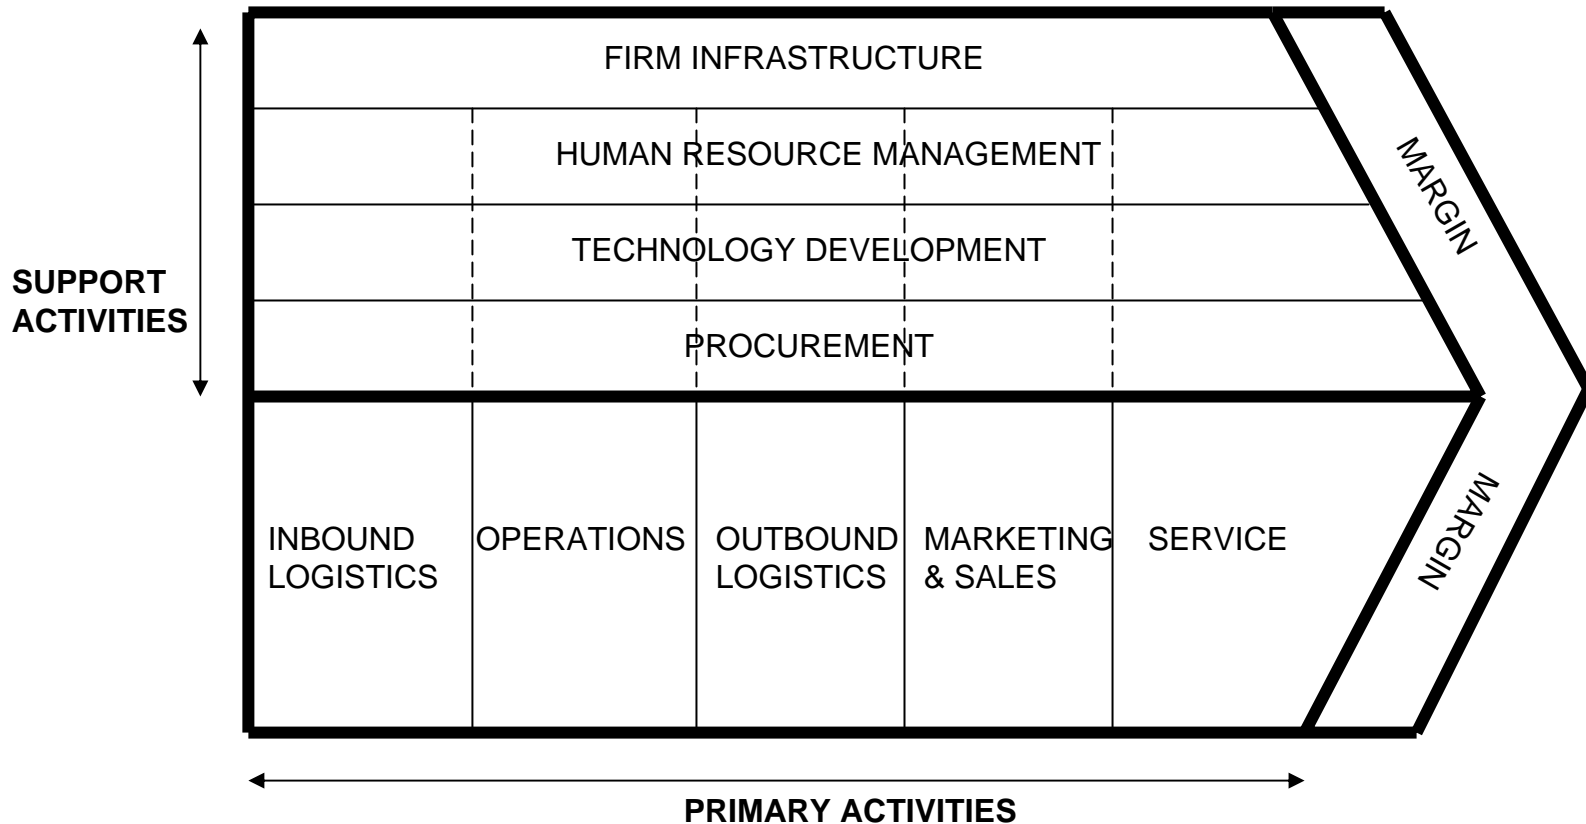 FIRM INFRASTRUCTURE
HUMAN RESOURCE MANAGEMENT
TECHNOLOGY DEVELOPMENT
PROCUREMENT
SUPPORT
ACTIVITIES
MARGIN
INBOUND
LOGISTICS
OPERATIONS
OUTBOUND
LOGISTICS
MARKETING
& SALES
SERVICE
MARGIN
PRIMARY ACTIVITIES